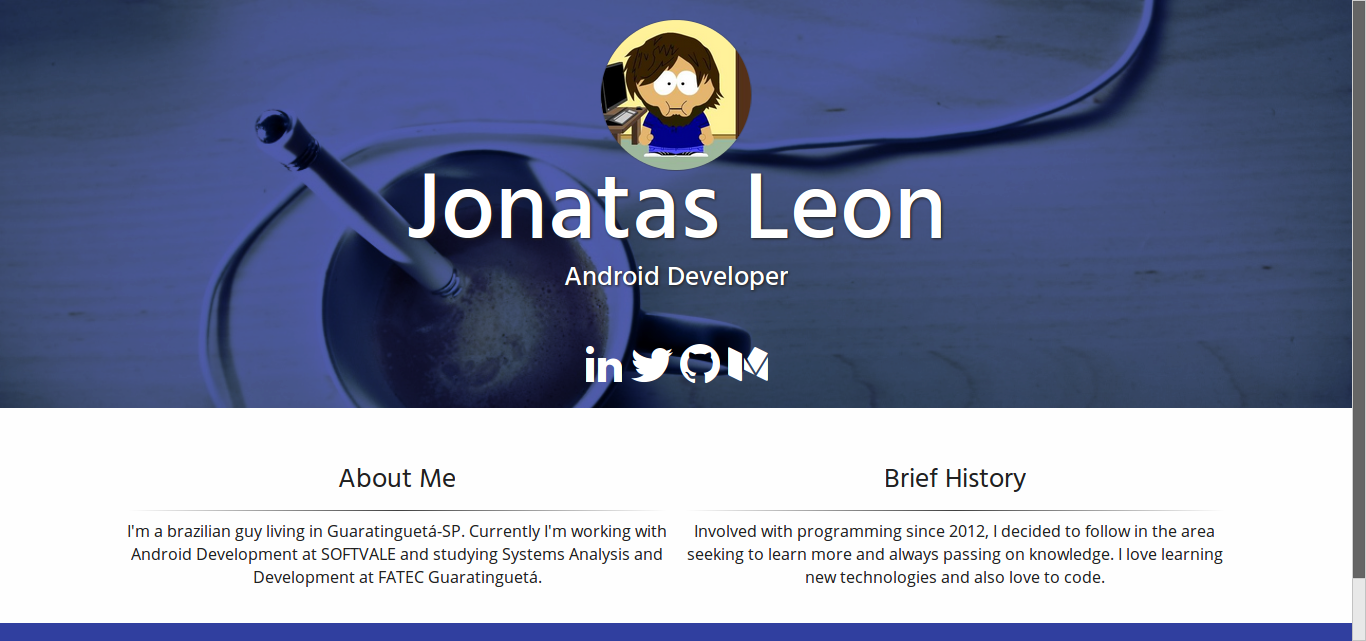 Jonatas Leon
Android Developer
About Me
I'm a brazilian guy living in Guaratinguetá-SP. Currently I'm working with
Android Development at SOFTVALE and studying Systems Analysis and
Development at FATEC Guaratinguetá.
Brief History
Involved with programming since 2012, I decided to follow in the area
seeking to learn more and always passing on knowledge. I love learning
new technologies and also love to code.